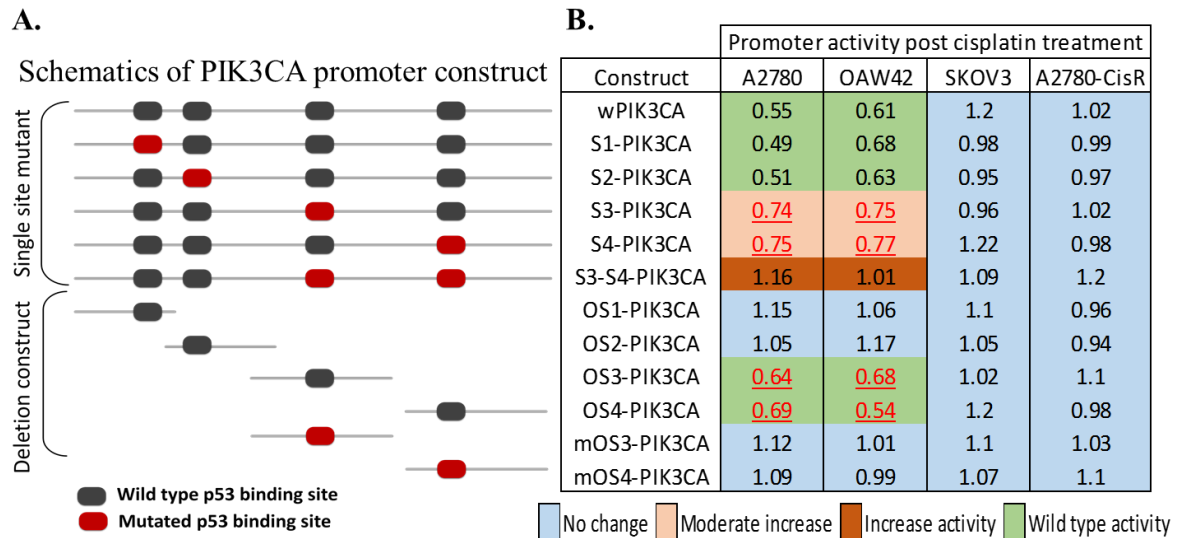 A.
Schematics of PIK3CA promoter construct
Single site mutant
Deletion construct
Wild type p53 binding site
Mutated p53 binding site
B.
Promoter activity post cisplatin treatment
Construct A2780 OAW42 SKOV3 A2780-CisR
wPIK3CA 0.55 0.61 1.2 1.02
S1-PIK3CA 0.49 0.68 0.98 0.99
S2-PIK3CA 0.51 0.63 0.95 0.97
S3-PIK3CA 0.74 0.75 0.96 1.02
S4-PIK3CA 0.75 0.77 1.22 0.98
S3-S4-PIK3CA 1.16 1.01 1.09 1.2
OS1-PIK3CA 1.15 1.06 1.1 0.96
OS2-PIK3CA 1.05 1.17 1.05 0.94
OS3-PIK3CA 0.64 0.68 1.02 1.1
OS4-PIK3CA 0.69 0.54 1.2 0.98
mOS3-PIK3CA 1.12 1.01 1.1 1.03
mOS4-PIK3CA 1.09 0.99 1.07 1.1
No change Moderate increase Increase activity Wild type activity